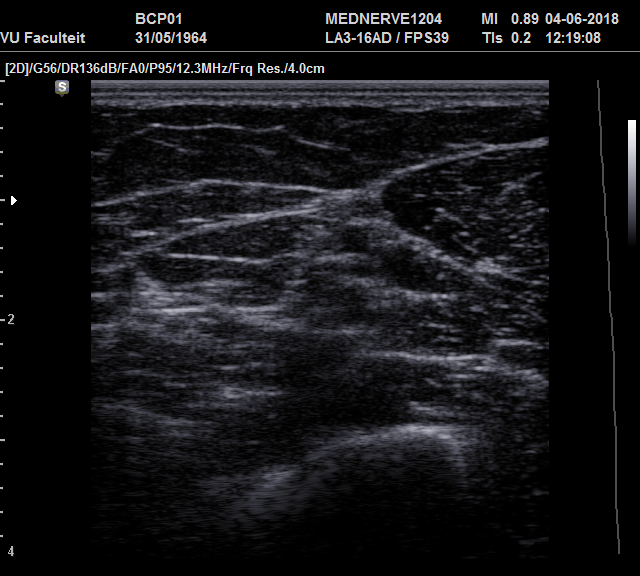 BCP01 MEDNERVE1204 MI 0.89 04-06-2018
VU Faculteit 31/05/1964 LA3-16AD / FPS39 TIs 0.2 12:19:08
[2D]/G56/DR136dB/FA0/P95/12.3MHz/Frq Res./4.0cm
S
2
4